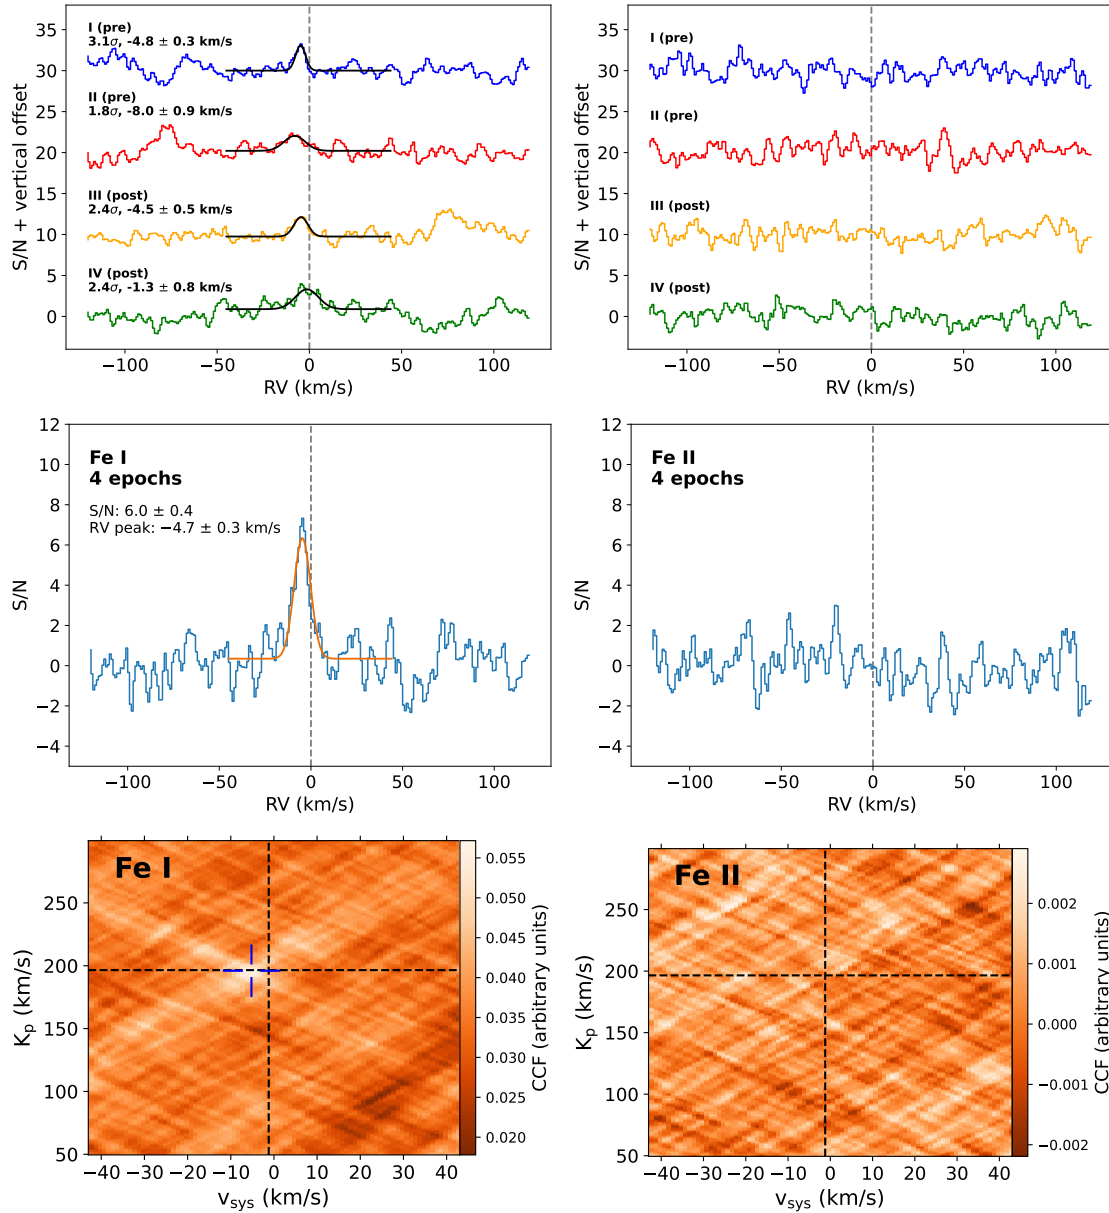 I (pre)
3.1σ, -4.8 ± 0.3 km/s
II (pre)
1.8σ, -8.0 ± 0.9 km/s
III (post)
2.4σ, -4.5 ± 0.5 km/s
IV (post)
2.4σ, -1.3 ± 0.8 km/s
35
30
25
20
15
10
5
0
S/N + vertical offset
−100 −50 0 50 100
RV (km/s)
I (pre)
II (pre)
III (post)
IV (post)
35
30
25
20
15
10
5
0
S/N + vertical offset
−100 −50 0 50 100
RV (km/s)
Fe I
4 epochs
S/N: 6.0 ± 0.4
RV peak: −4.7 ± 0.3 km/s
12
10
8
6
4
2
0
−2
−4
S/N
−100 −50 0 50 100
RV (km/s)
Fe II
4 epochs
12
10
8
6
4
2
0
−2
−4
S/N
−100 −50 0 50 100
RV (km/s)
Fe I
250
200
150
100
50
Kp (km/s)
−40 −30 −20 −10 0 10 20 30 40
vsys (km/s)
0.055
0.050
0.045
0.040
0.035
0.030
0.025
0.020
CCF (arbitrary units)
Fe II
250
200
150
100
50
Kp (km/s)
−40 −30 −20 −10 0 10 20 30 40
vsys (km/s)
0.002
0.001
0.000
−0.001
−0.002
CCF (arbitrary units)